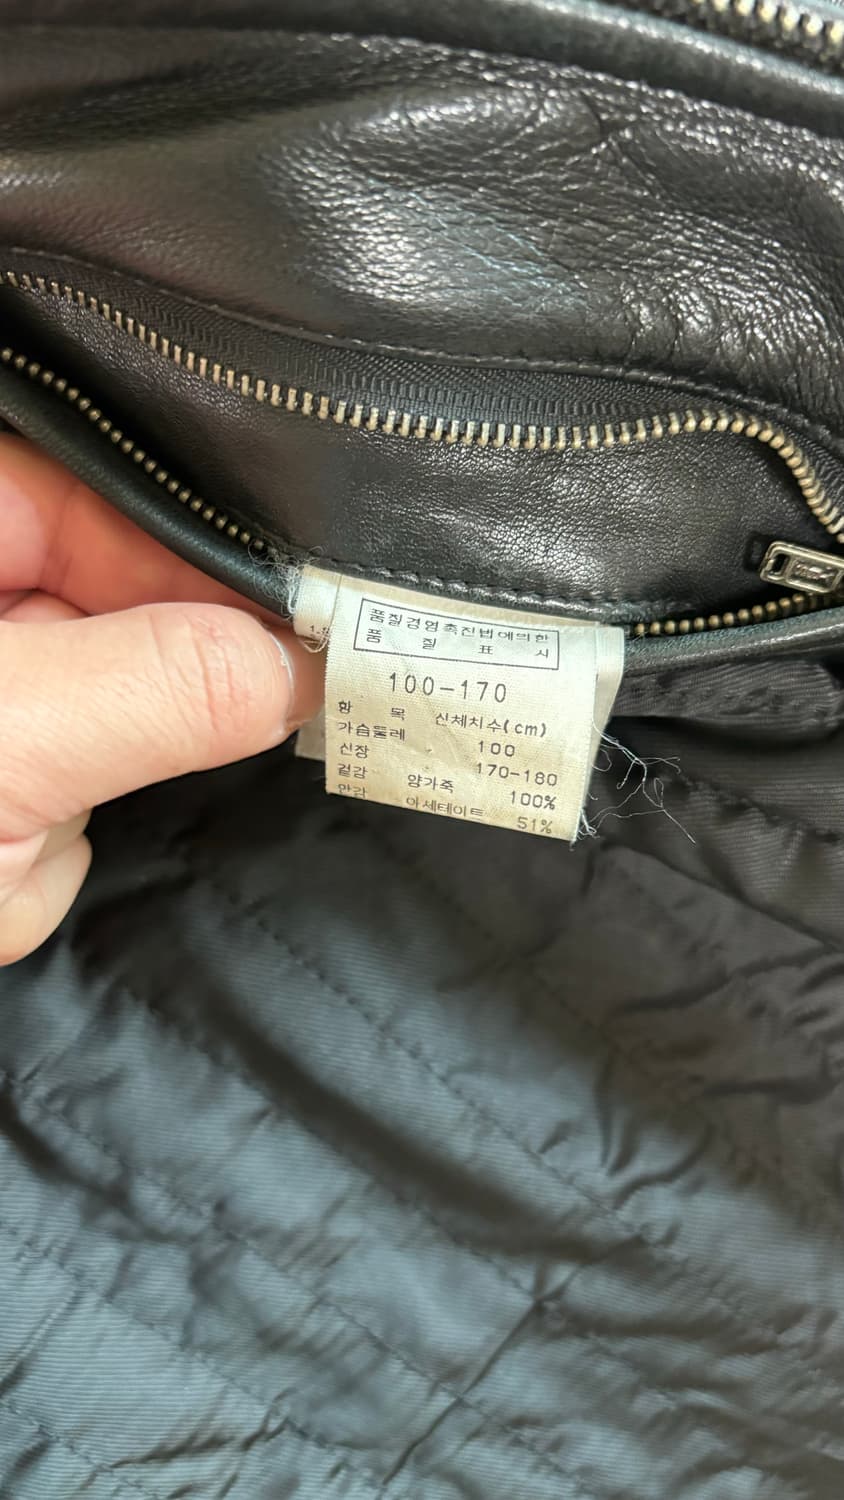 품질경영촉진법에의한
품 질 표 시
100-170
항 목 신체치수(cm)
가슴둘레 100
신장 170-180
겉감 양가죽 100%
안감 아세테이트 51%